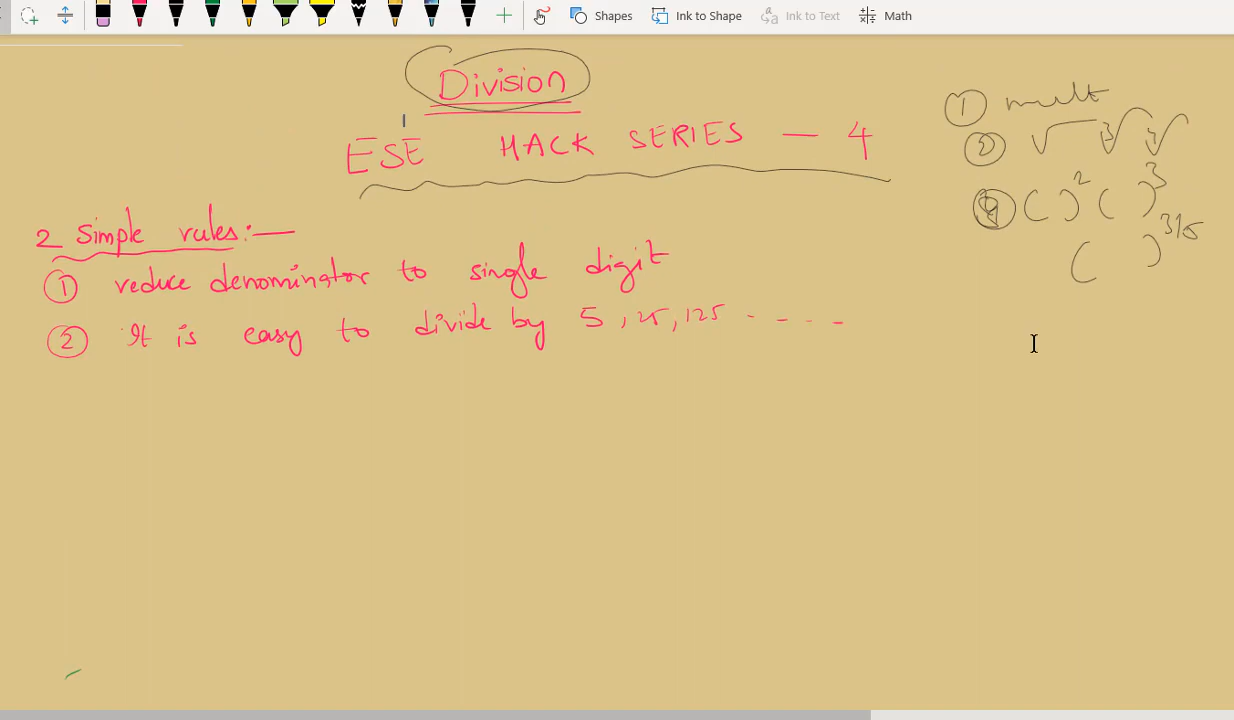 Shapes Ink to Shape Ink to Text Math
Division
ESE HACK SERIES — 4
2 Simple rules:—
① reduce denominator to single digit
② It is easy to divide by 5, 25, 125 - - - -
① mult
② √ ∛ √
( )² ( )³
( )^3/5